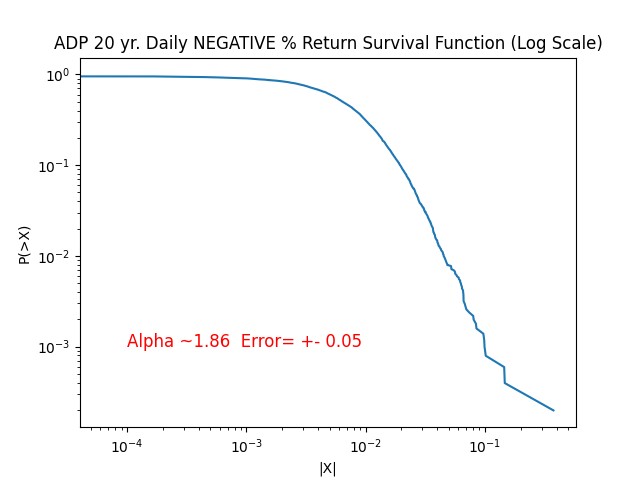 ADP 20 yr. Daily NEGATIVE % Return Survival Function (Log Scale)
10⁰
10⁻¹
10⁻²
10⁻³
P(>X)
Alpha ~1.86  Error= +- 0.05
10⁻⁴ 10⁻³ 10⁻² 10⁻¹
|X|